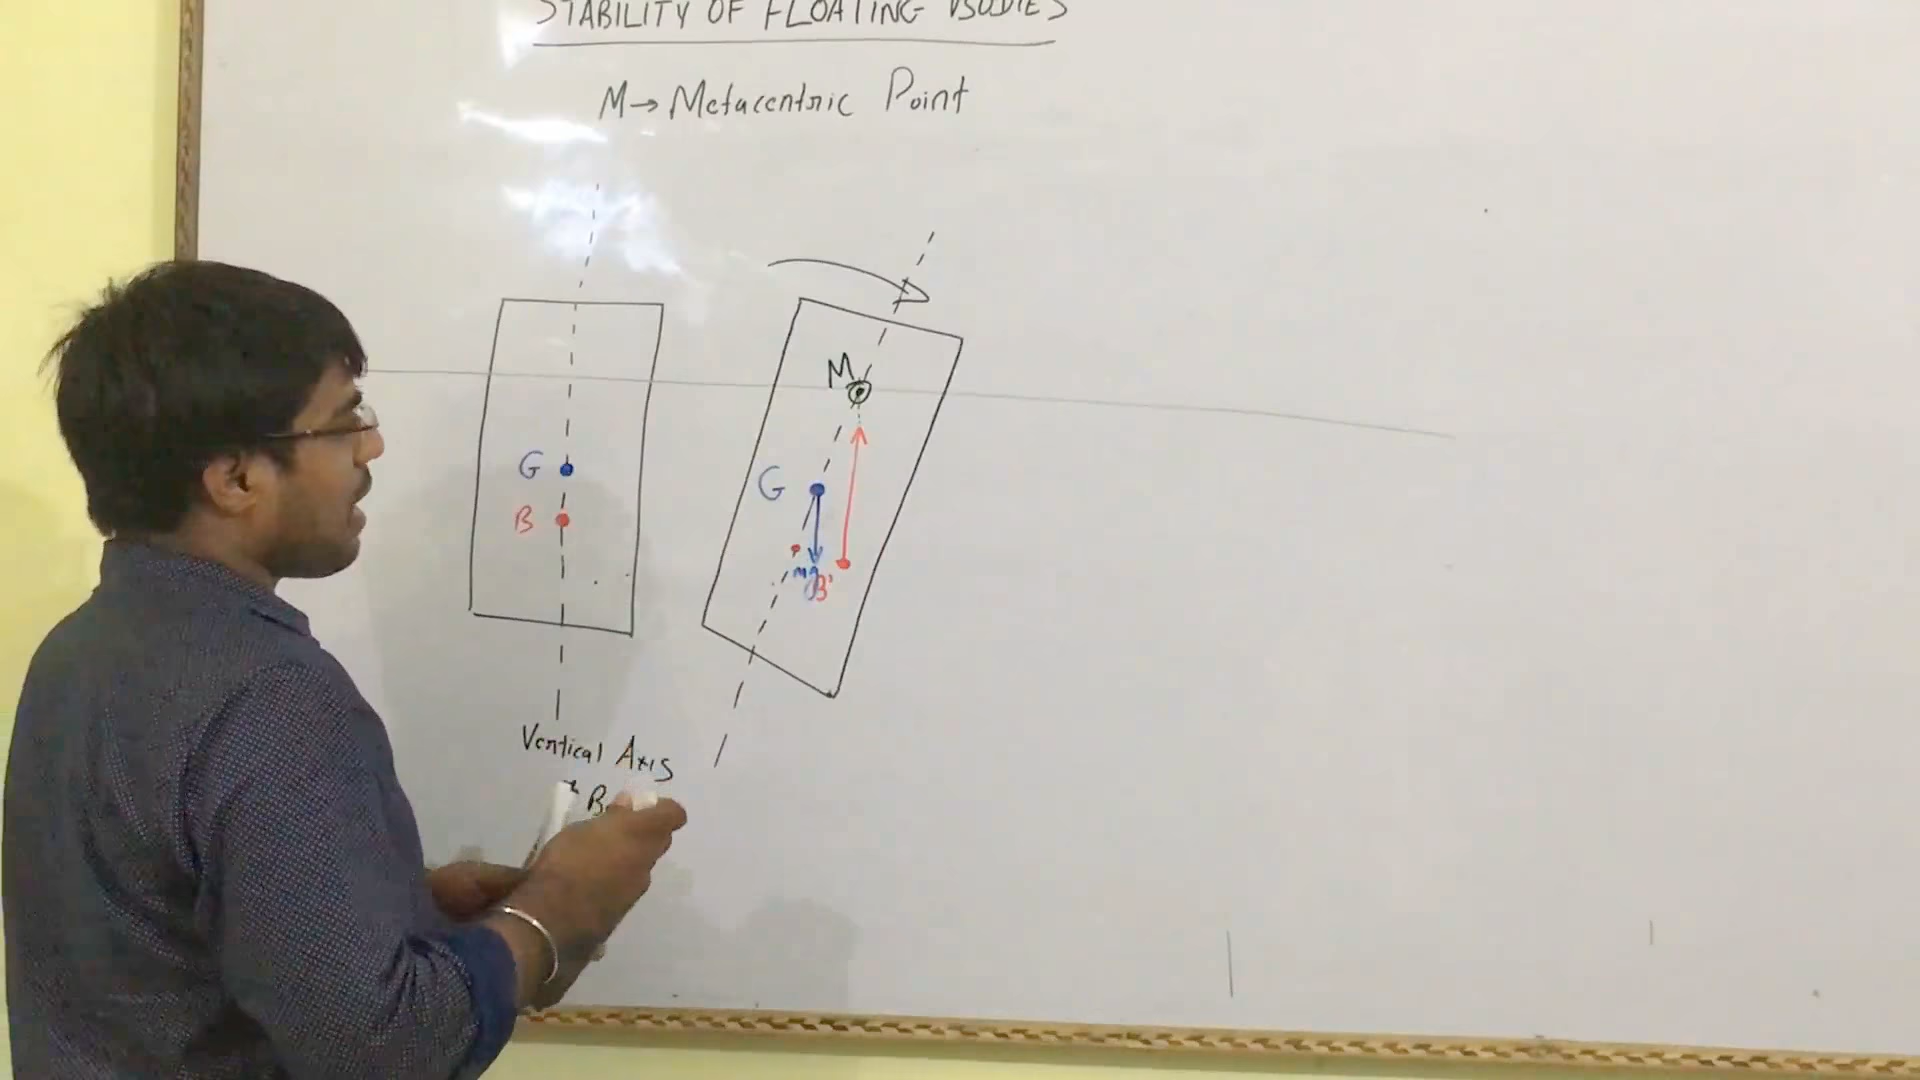 STABILITY OF FLOATING BODIES
M→ Metacentric Point
M
G
G
B
mg
B'
Vertical Axis